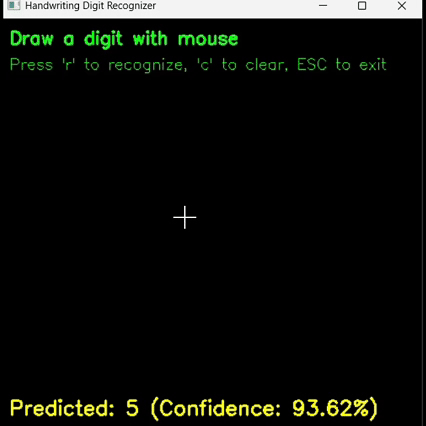 Handwriting Digit Recognizer
Draw a digit with mouse
Press 'r' to recognize, 'c' to clear, ESC to exit
Predicted: 5 (Confidence: 93.62%)